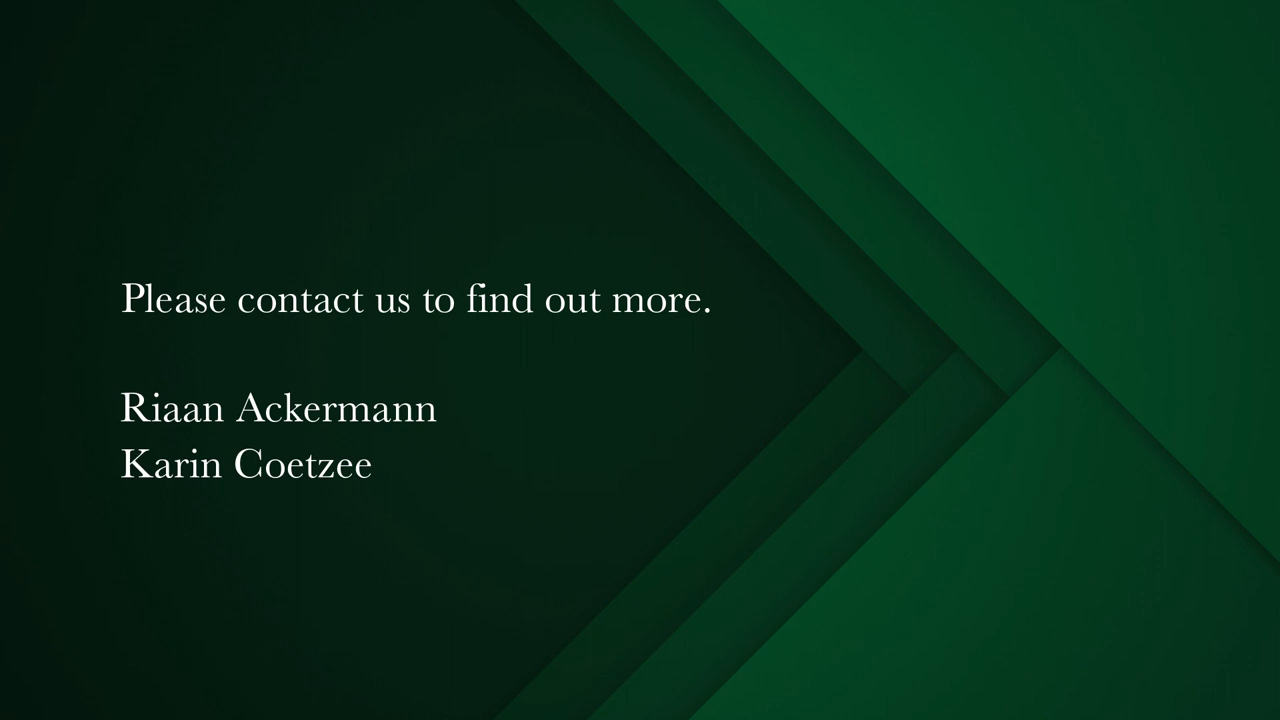 Please contact us to find out more.
Riaan Ackermann
Karin Coetzee